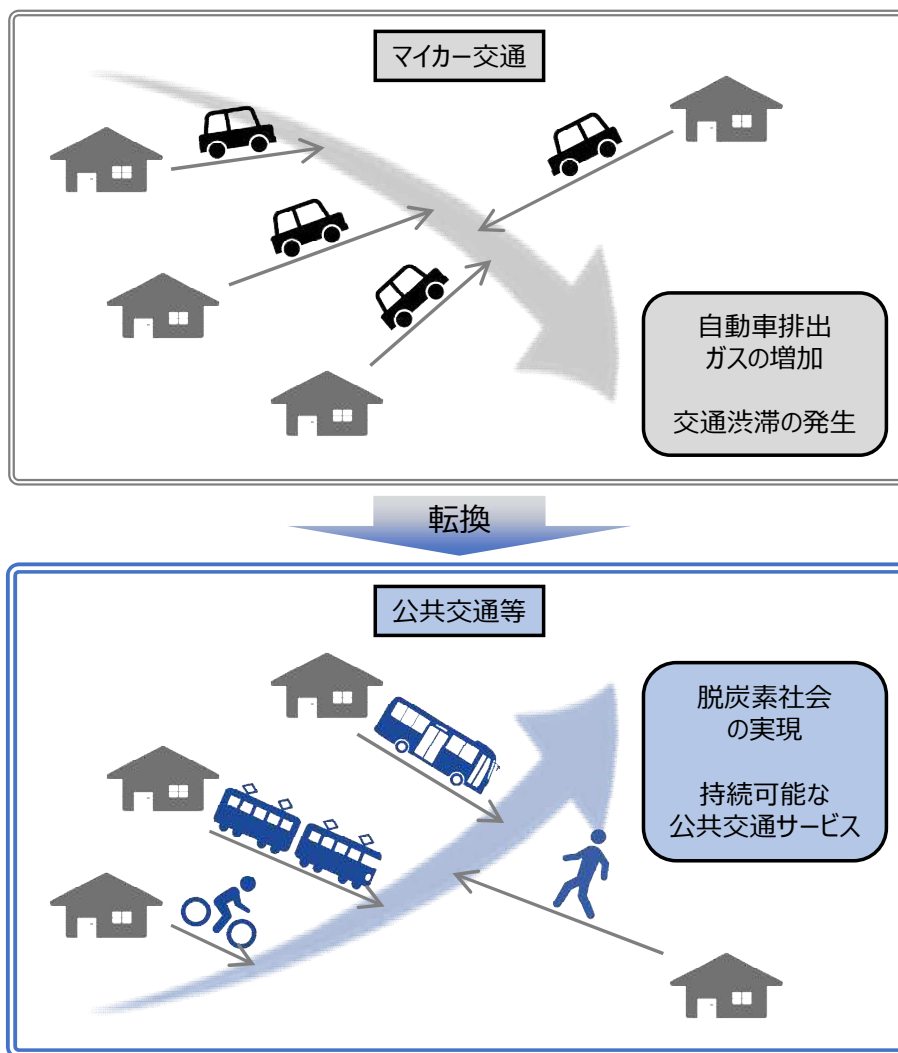 マイカー交通
自動車排出
ガスの増加
交通渋滞の発生
転換
公共交通等
脱炭素社会
の実現
持続可能な
公共交通サービス